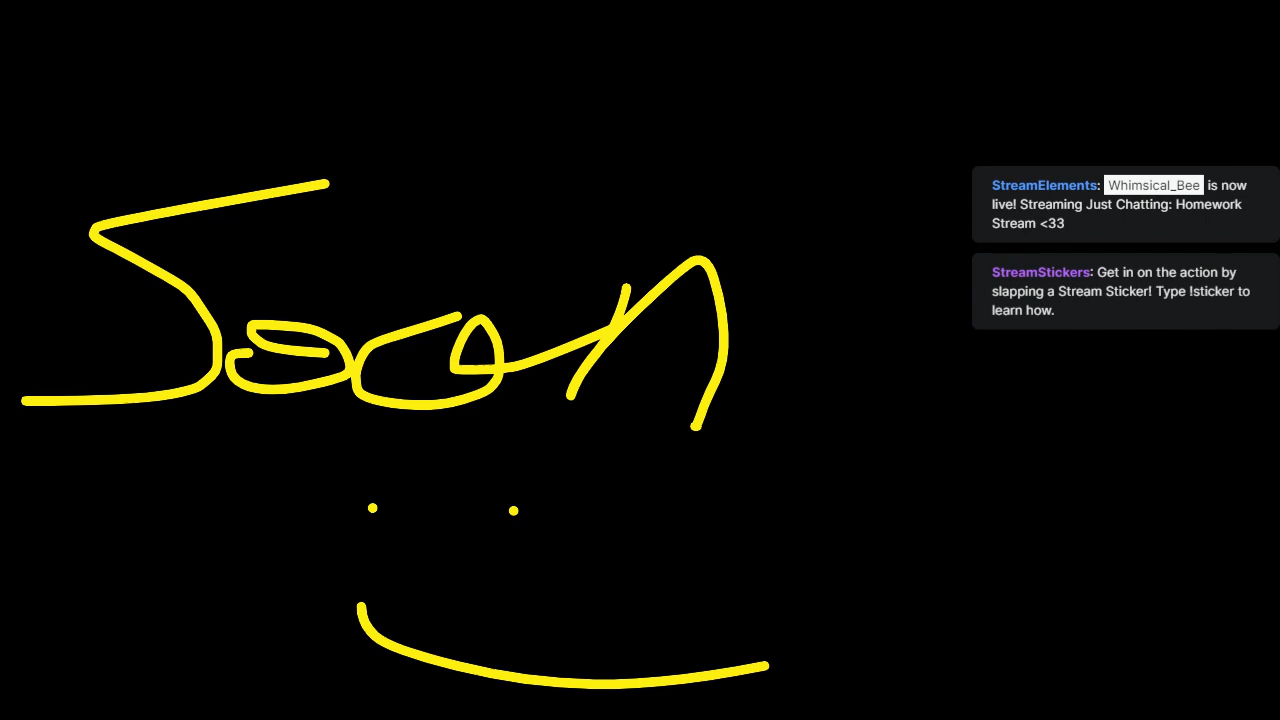 Soon
StreamElements: Whimsical_Bee is now
live! Streaming Just Chatting: Homework
Stream <33
StreamStickers: Get in on the action by
slapping a Stream Sticker! Type !sticker to
learn how.